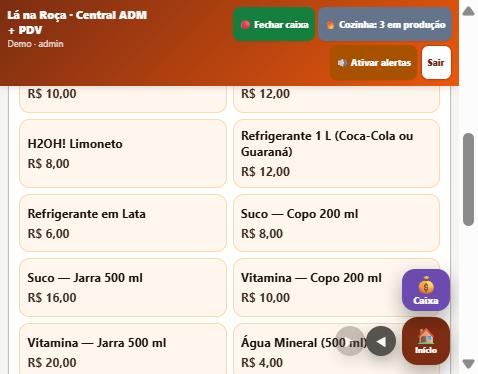 Lá na Roça - Central ADM
+ PDV
Demo - admin
Fechar caixa
Cozinha: 3 em produção
Ativar alertas
Sair
R$ 10,00
R$ 12,00
H2OH! Limoneto
R$ 8,00
Refrigerante 1 L (Coca-Cola ou
Guaraná)
R$ 12,00
Refrigerante em Lata
R$ 6,00
Suco — Copo 200 ml
R$ 8,00
Suco — Jarra 500 ml
R$ 16,00
Vitamina — Copo 200 ml
R$ 10,00
Caixa
Vitamina — Jarra 500 ml
R$ 20,00
Água Mineral (500 ml)
R$ 4,00
Início